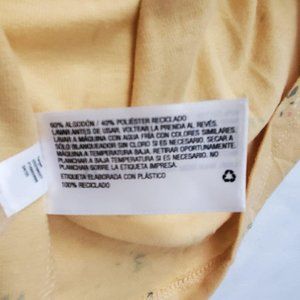 60% ALGODÓN / 40% POLIÉSTER RECICLADO
LAVAR ANTES DE USAR. VOLTEAR LA PRENDA AL REVÉS.
LAVAR A MÁQUINA CON AGUA FRÍA CON COLORES SIMILARES.
SÓLO BLANQUEADOR SIN CLORO SI ES NECESARIO. SECAR A
MÁQUINA A TEMPERATURA BAJA. RETIRAR OPORTUNAMENTE.
PLANCHAR A BAJA TEMPERATURA SI ES NECESARIO. NO
PLANCHAR SOBRE LA ETIQUETA IMPRESA.
ETIQUETA ELABORADA CON PLÁSTICO
100% RECICLADO